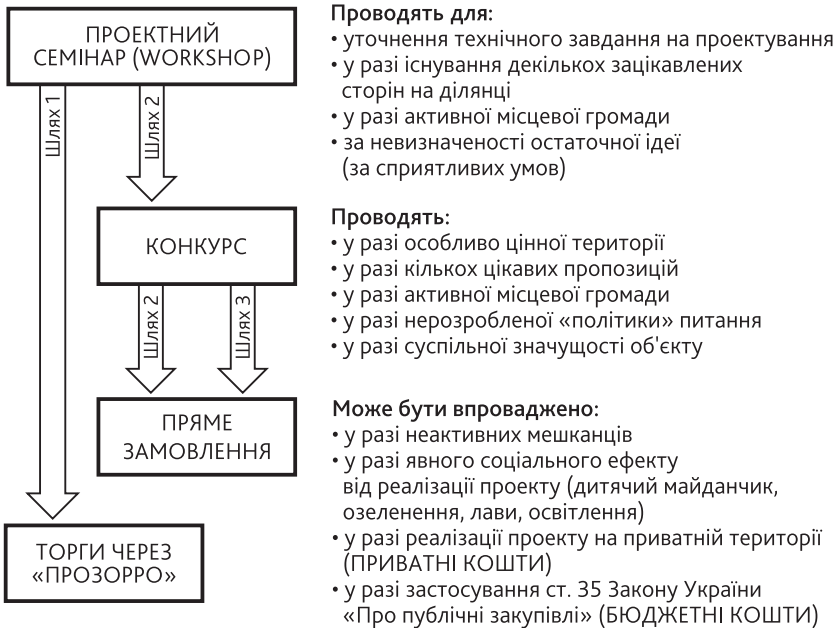 ПРОЕКТНИЙ
СЕМІНАР (WORKSHOP)
Проводять для:
• уточнення технічного завдання на проектування
• у разі існування декількох зацікавлених
сторін на ділянці
• у разі активної місцевої громади
• за невизначеності остаточної ідеї
(за сприятливих умов)
Шлях 1
Шлях 2
КОНКУРС
Проводять:
• у разі особливо цінної території
• у разі кількох цікавих пропозицій
• у разі активної місцевої громади
• у разі нерозробленої «політики» питання
• у разі суспільної значущості об'єкту
Шлях 2
Шлях 3
ПРЯМЕ
ЗАМОВЛЕННЯ
Може бути впроваджено:
• у разі неактивних мешканців
• у разі явного соціального ефекту
від реалізації проекту (дитячий майданчик,
озеленення, лави, освітлення)
• у разі реалізації проекту на приватній території
(ПРИВАТНІ КОШТИ)
• у разі застосування ст. 35 Закону України
«Про публічні закупівлі» (БЮДЖЕТНІ КОШТИ)
ТОРГИ ЧЕРЕЗ
«ПРОЗОРРО»